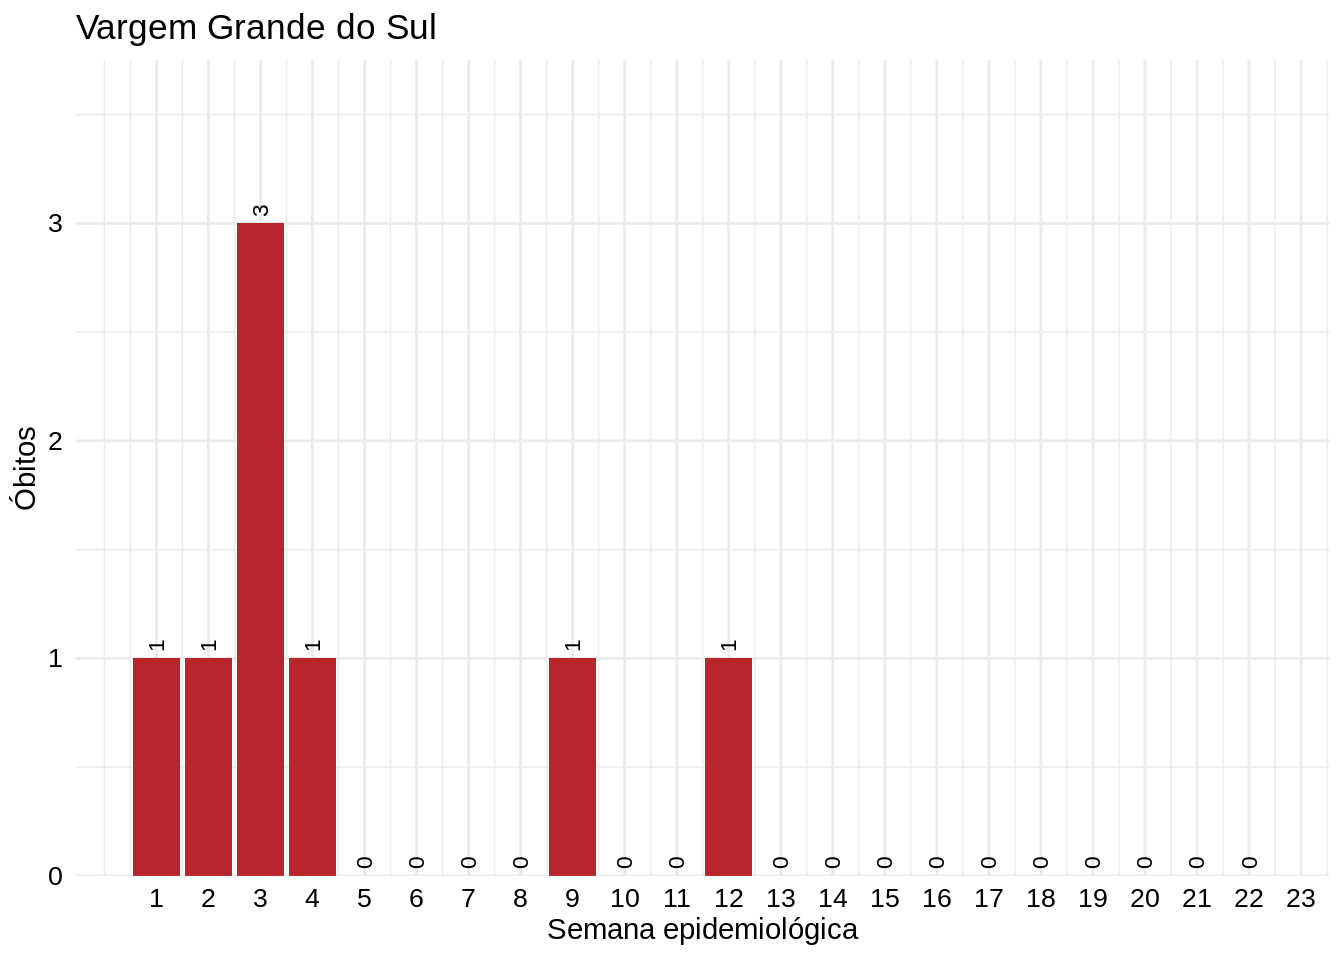 Vargem Grande do Sul
3
2
1
0
Óbitos
1 1 3 1 0 0 0 0 1 0 0 1 0 0 0 0 0 0 0 0 0 0
1 2 3 4 5 6 7 8 9 10 11 12 13 14 15 16 17 18 19 20 21 22 23
Semana epidemiológica